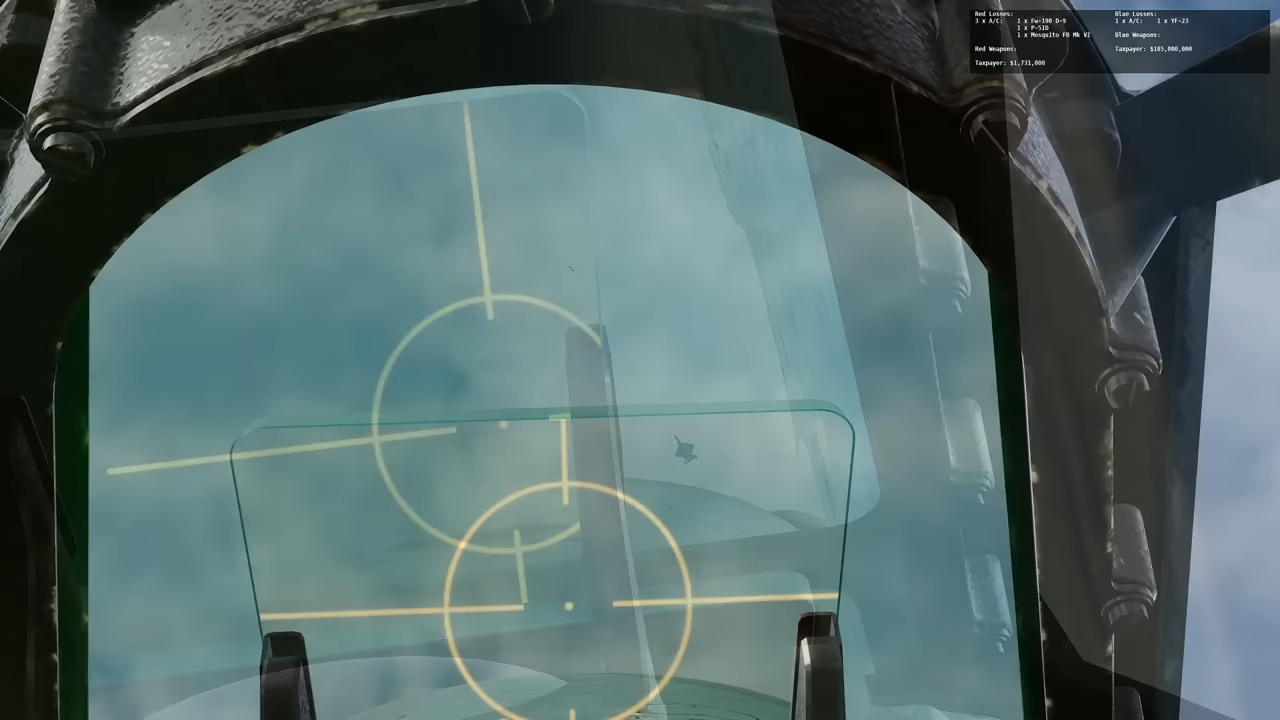 Red Losses:
3 x A/C: 1 x Fw-190 D-9
1 x P-51D
1 x Mosquito FB Mk VI
Red Weapons:
Taxpayer: $1,731,000
Blue Losses:
1 x A/C: 1 x YF-23
Blue Weapons:
Taxpayer: $185,000,000